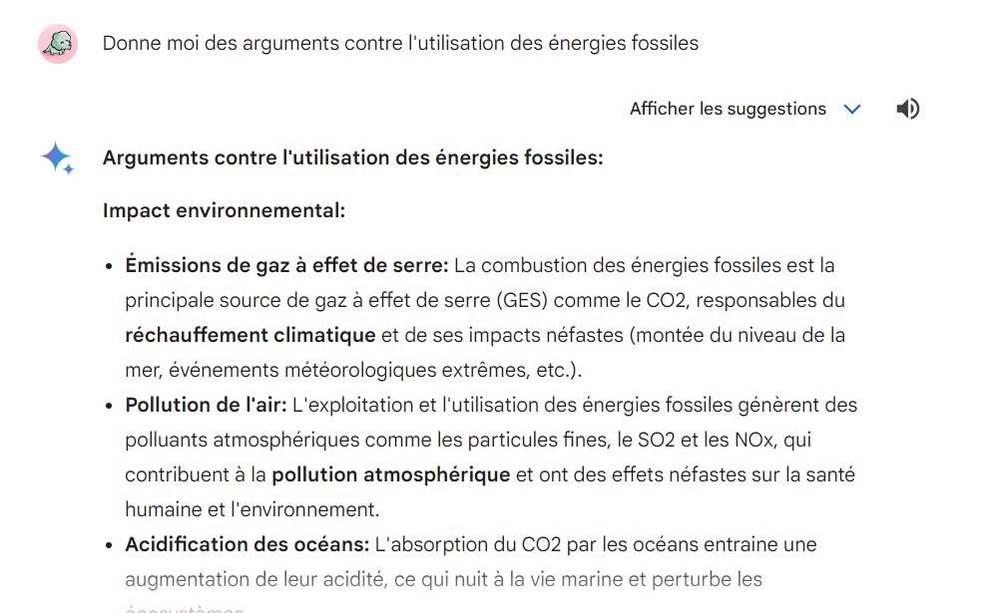 Donne moi des arguments contre l'utilisation des énergies fossiles
Afficher les suggestions
Arguments contre l'utilisation des énergies fossiles:
Impact environnemental:
• Émissions de gaz à effet de serre: La combustion des énergies fossiles est la
principale source de gaz à effet de serre (GES) comme le CO2, responsables du
réchauffement climatique et de ses impacts néfastes (montée du niveau de la
mer, événements météorologiques extrêmes, etc.).
• Pollution de l'air: L'exploitation et l'utilisation des énergies fossiles génèrent des
polluants atmosphériques comme les particules fines, le SO2 et les NOx, qui
contribuent à la pollution atmosphérique et ont des effets néfastes sur la santé
humaine et l'environnement.
• Acidification des océans: L'absorption du CO2 par les océans entraine une
augmentation de leur acidité, ce qui nuit à la vie marine et perturbe les